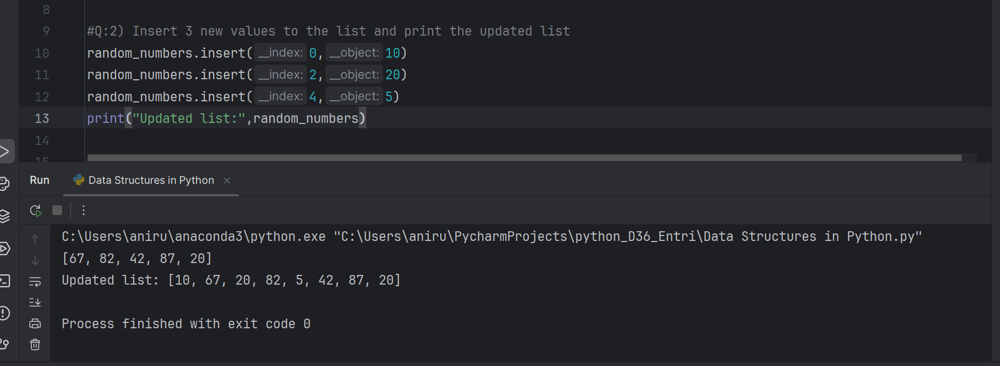 8
9 #Q:2) Insert 3 new values to the list and print the updated list
10 random_numbers.insert( __index: 0, __object: 10)
11 random_numbers.insert( __index: 2, __object: 20)
12 random_numbers.insert( __index: 4, __object: 5)
13 print("Updated list:",random_numbers)
14
15
Run Data Structures in Python ×
C:\Users\aniru\anaconda3\python.exe "C:\Users\aniru\PycharmProjects\python_D36_Entri\Data Structures in Python.py"
[67, 82, 42, 87, 20]
Updated list: [10, 67, 20, 82, 5, 42, 87, 20]
Process finished with exit code 0